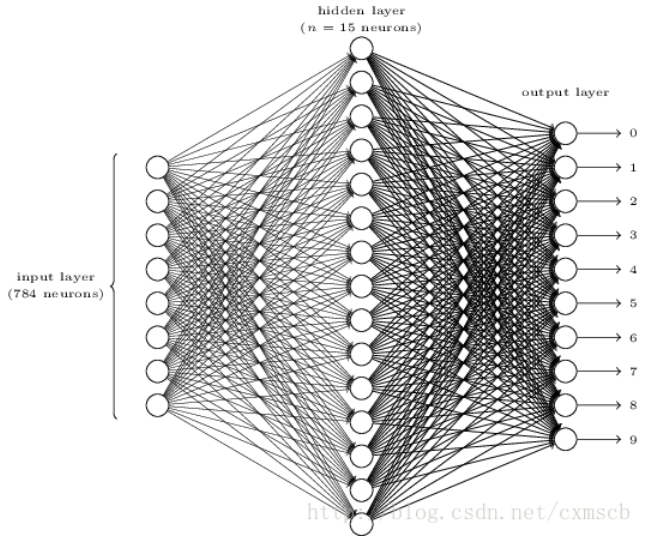 hidden layer
(n = 15 neurons)
output layer
0
1
2
3
input layer
(784 neurons)
4
5
6
7
8
9
http://blog.csdn.net/cxmscb